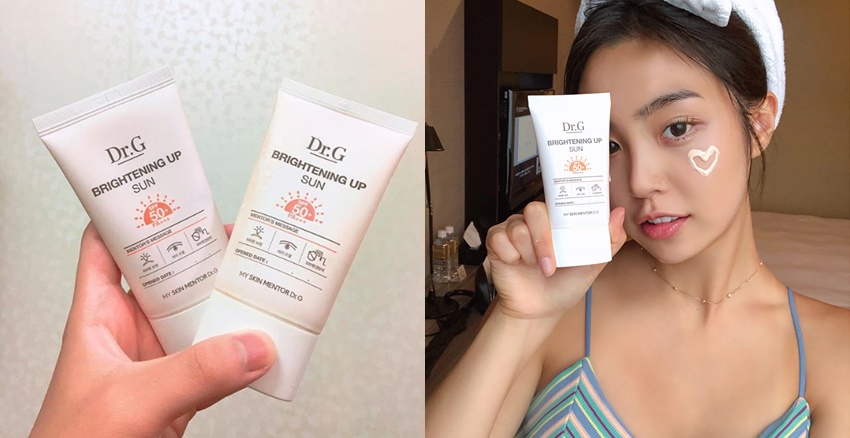 Dr.G
BRIGHTENING UP
SUN
SPF
50+
PA+++
MENTOR'S MESSAGE
OPENED DATE :
MY SKIN MENTOR Dr.G
Dr.G
BRIGHTENING UP
SUN
SPF
50+
PA+++
MENTOR'S MESSAGE
OPENED DATE :
MY SKIN MENTOR Dr.G
Dr.G
BRIGHTENING UP
SUN
50+
MENTOR'S MESSAGE
OPENED DATE :
MY SKIN MENTOR Dr.G